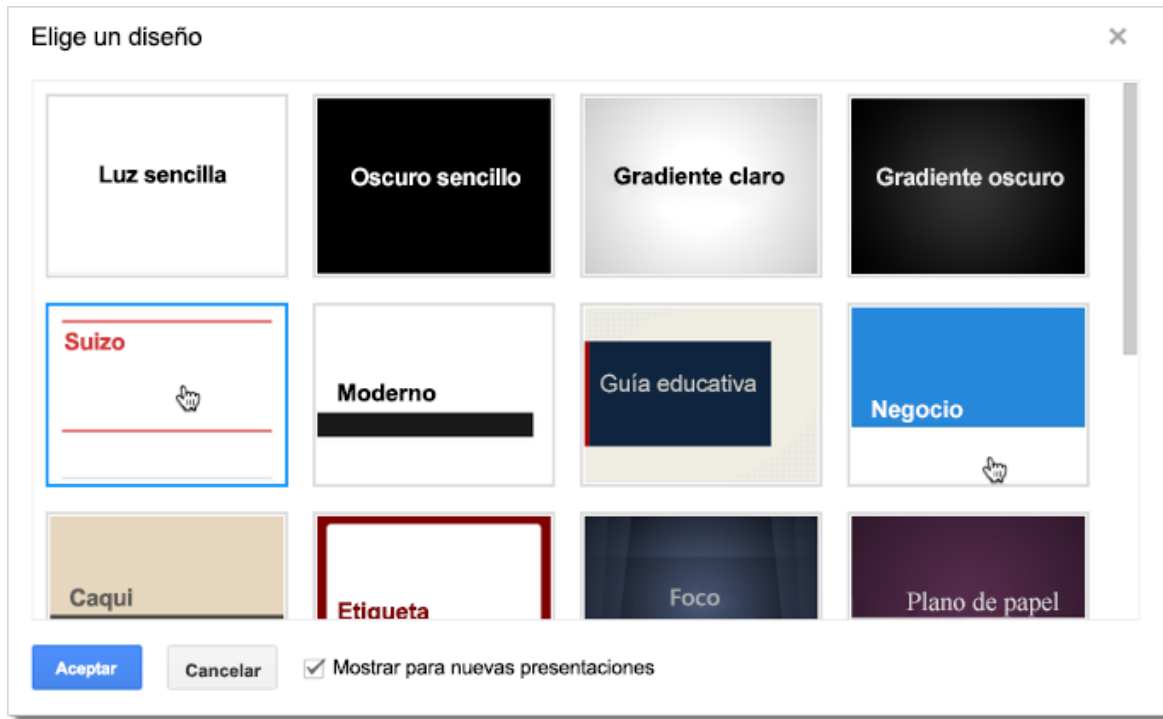 Elige un diseño
Luz sencilla
Oscuro sencillo
Gradiente claro
Gradiente oscuro
Suizo
Moderno
Guía educativa
Negocio
Caqui
Etiqueta
Foco
Plano de papel
Aceptar
Cancelar
Mostrar para nuevas presentaciones